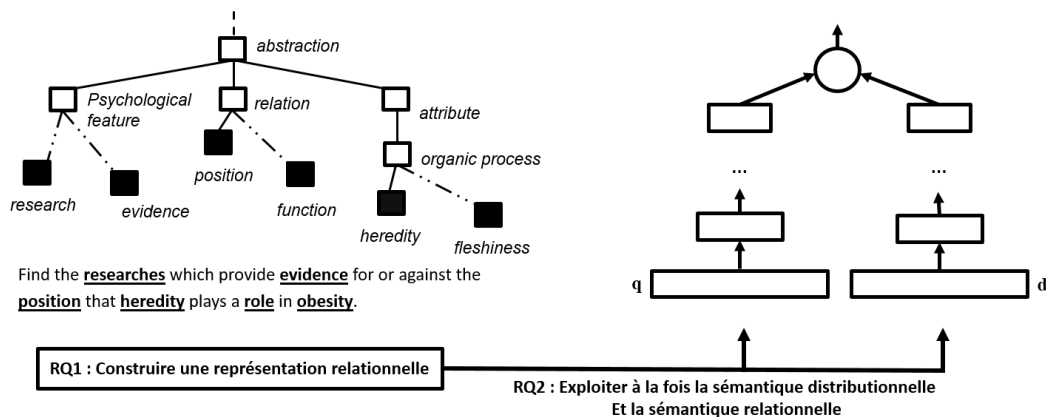 abstraction
Psychological
feature
relation
attribute
organic process
position
research
evidence
function
heredity
fleshiness
Find the researches which provide evidence for or against the
position that heredity plays a role in obesity.
...
...
q
d
RQ1 : Construire une représentation relationnelle
RQ2 : Exploiter à la fois la sémantique distributionnelle
Et la sémantique relationnelle